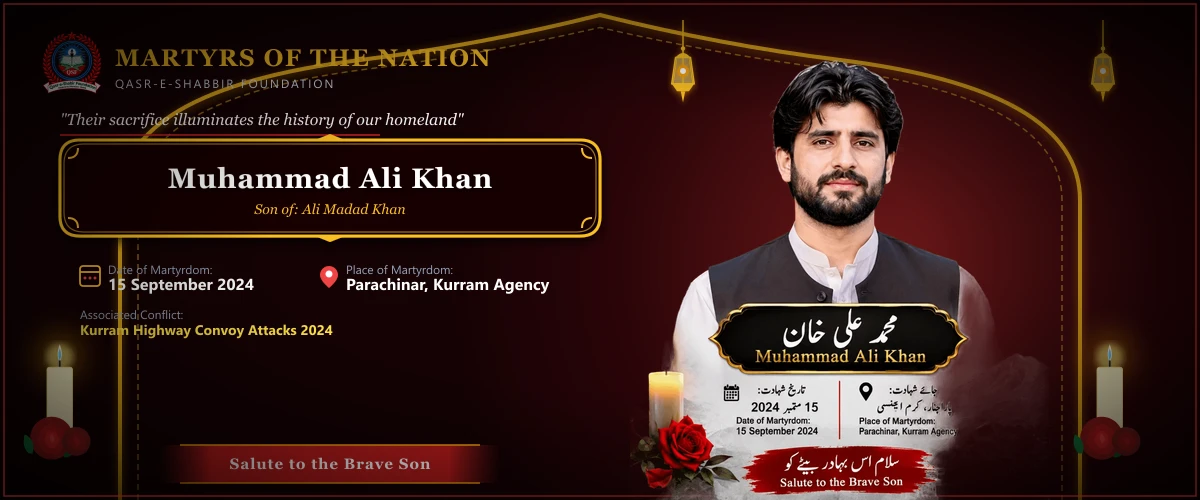 MARTYRS OF THE NATION
QASR-E-SHABBIR FOUNDATION
"Their sacrifice illuminates the history of our homeland"
Muhammad Ali Khan
Son of: Ali Madad Khan
Date of Martyrdom:
15 September 2024
Place of Martyrdom:
Parachinar, Kurram Agency
Associated Conflict:
Kurram Highway Convoy Attacks 2024
Salute to the Brave Son
محمد علی خان
Muhammad Ali Khan
تاریخ شہادت:
15 ستمبر 2024
Date of Martyrdom:
15 September 2024
جائے شہادت:
پاراچنار، کرم ایجنسی
Place of Martyrdom:
Parachinar, Kurram Agency
سلام اس بہادر بیٹے کو
Salute to the Brave Son